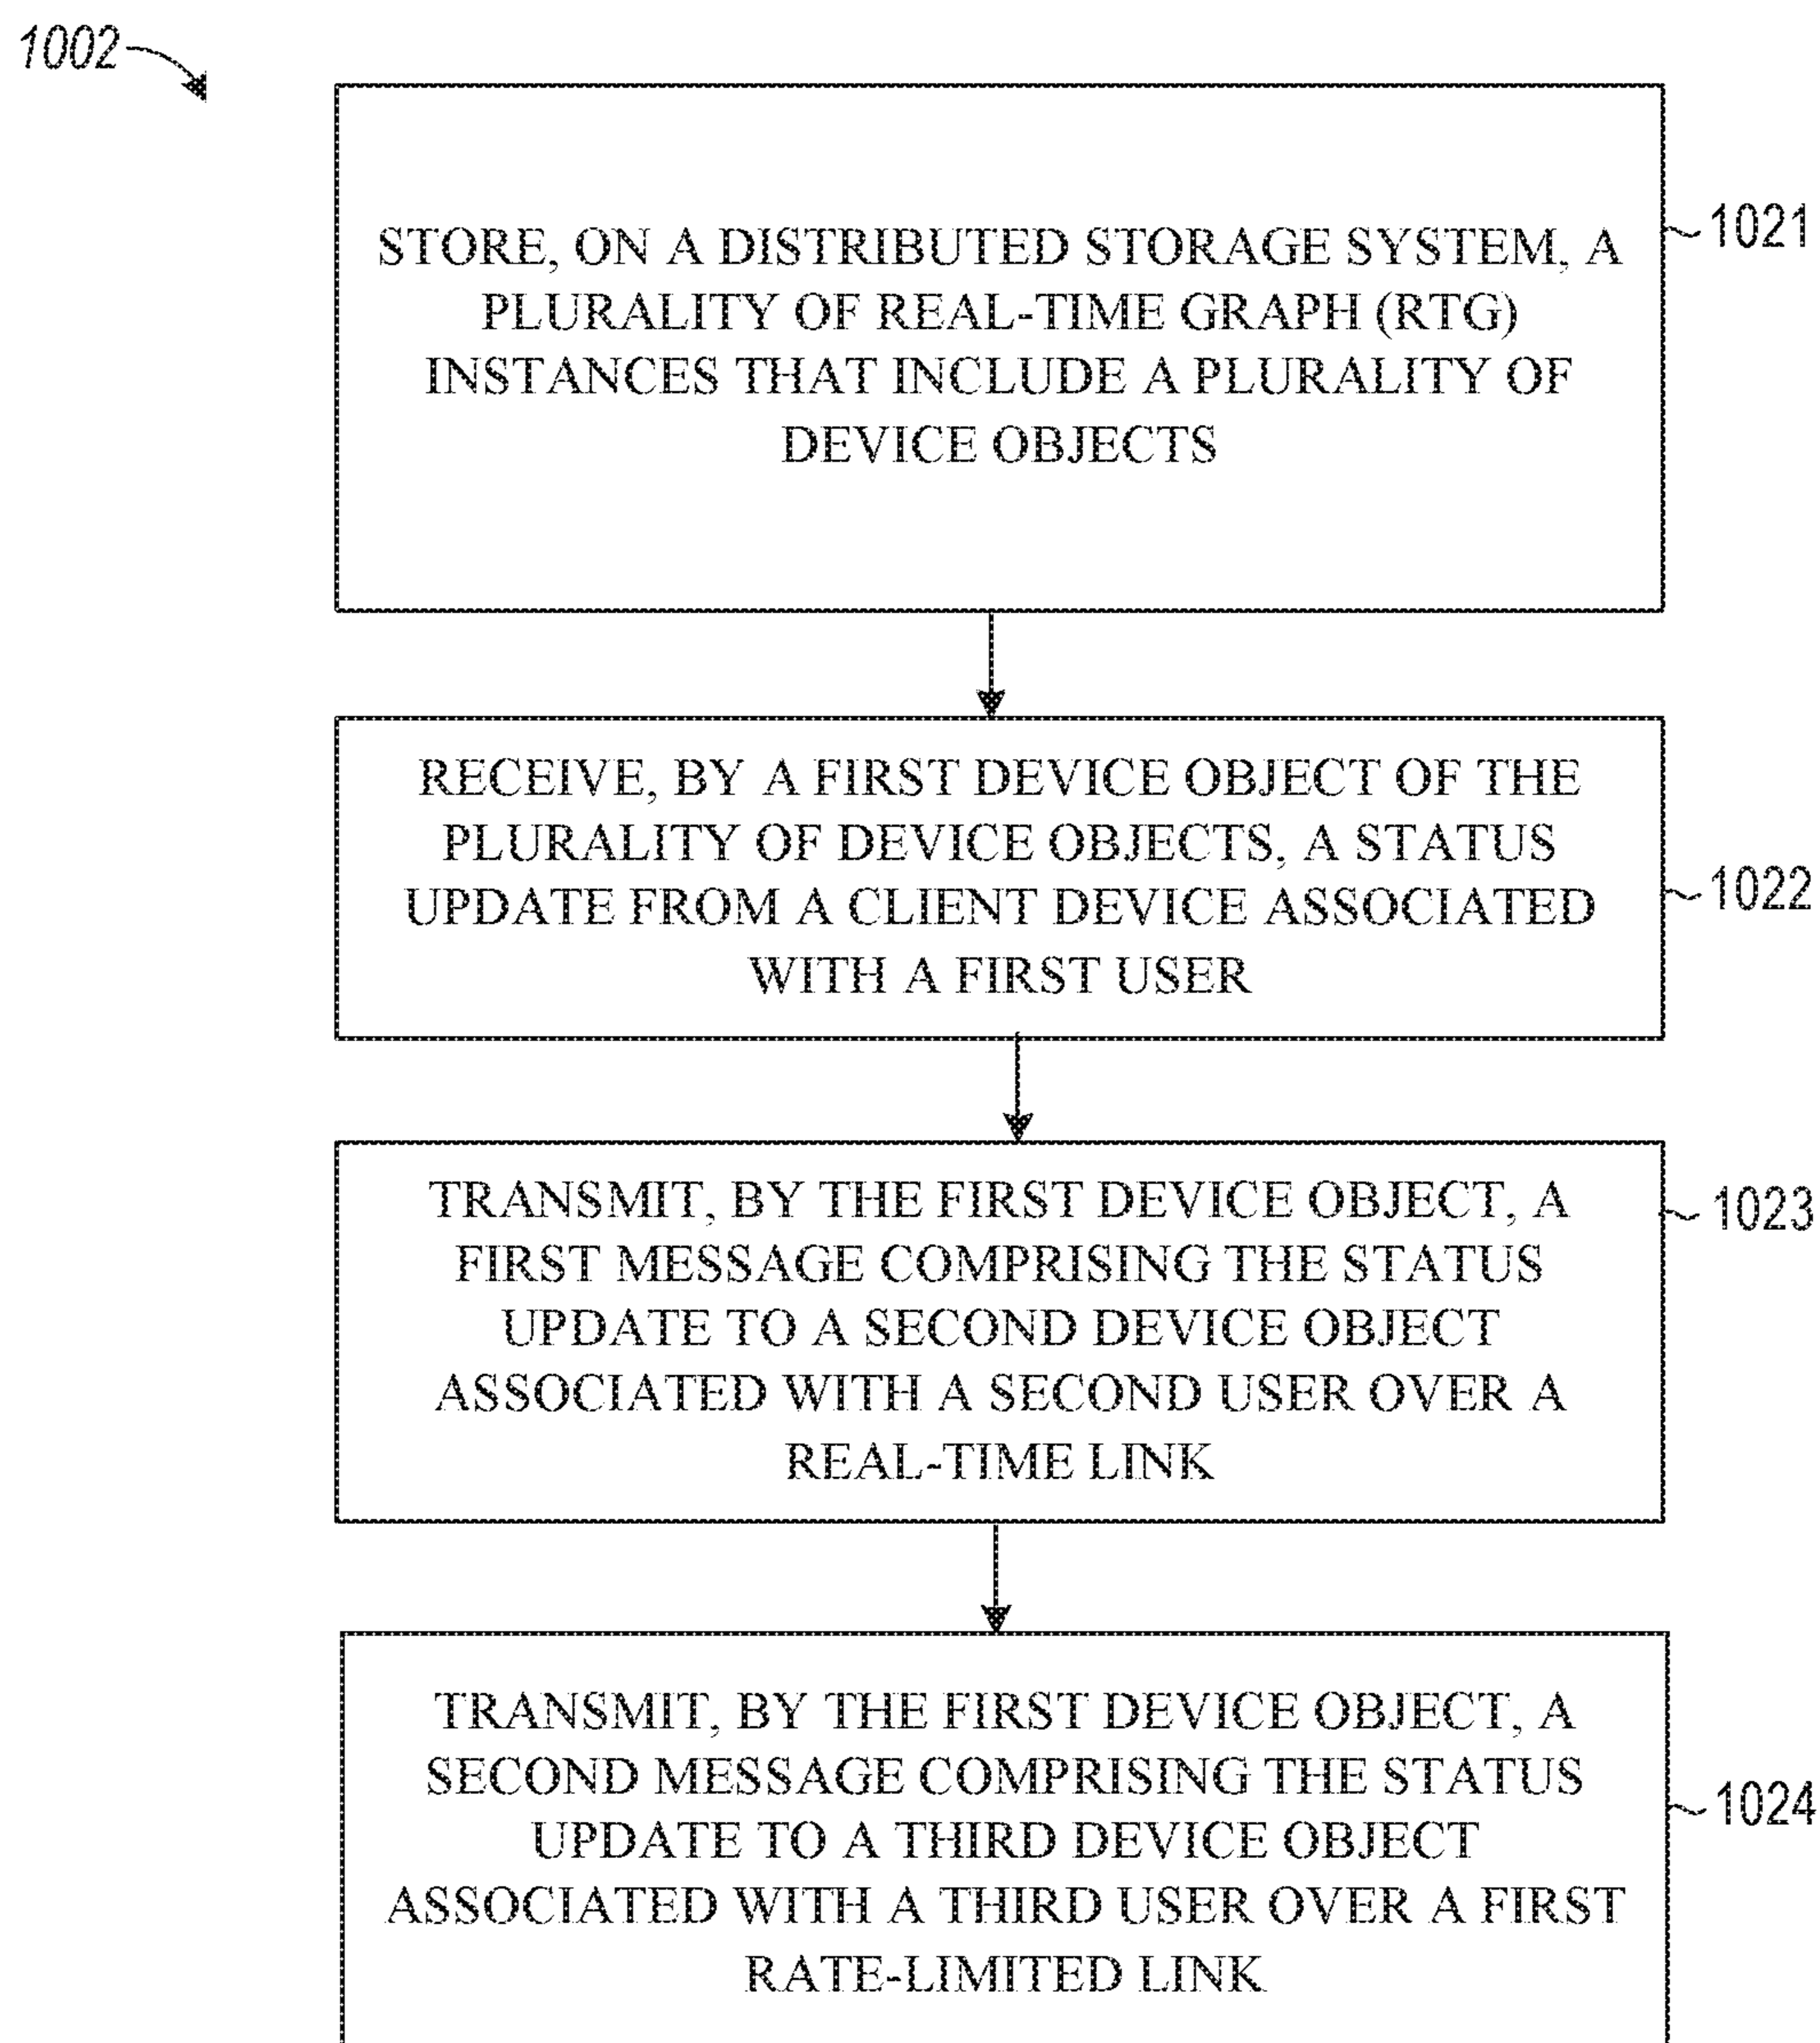 1002
STORE, ON A DISTRIBUTED STORAGE SYSTEM, A
PLURALITY OF REAL-TIME GRAPH (RTG)
INSTANCES THAT INCLUDE A PLURALITY OF
DEVICE OBJECTS
1021
RECEIVE, BY A FIRST DEVICE OBJECT OF THE
PLURALITY OF DEVICE OBJECTS, A STATUS
UPDATE FROM A CLIENT DEVICE ASSOCIATED
WITH A FIRST USER
1022
TRANSMIT, BY THE FIRST DEVICE OBJECT, A
FIRST MESSAGE COMPRISING THE STATUS
UPDATE TO A SECOND DEVICE OBJECT
ASSOCIATED WITH A SECOND USER OVER A
REAL-TIME LINK
1023
TRANSMIT, BY THE FIRST DEVICE OBJECT, A
SECOND MESSAGE COMPRISING THE STATUS
UPDATE TO A THIRD DEVICE OBJECT
ASSOCIATED WITH A THIRD USER OVER A FIRST
RATE-LIMITED LINK
1024